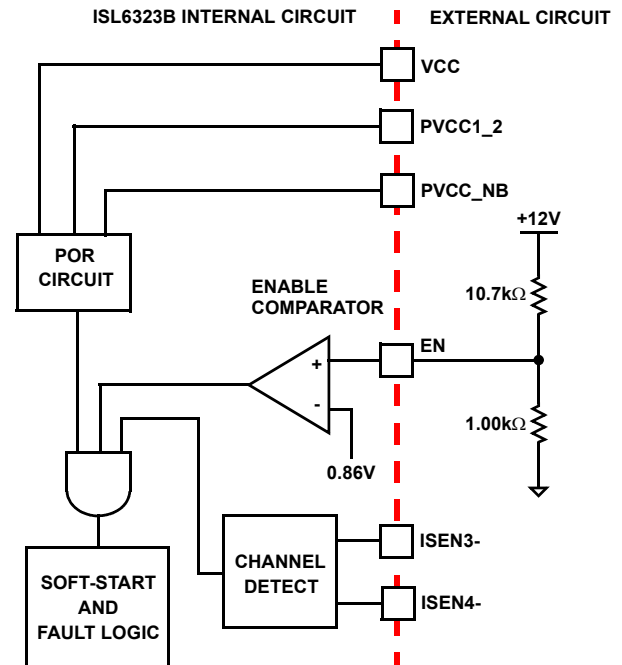 ISL6323B INTERNAL CIRCUIT
EXTERNAL CIRCUIT
VCC
PVCC1_2
PVCC_NB
+12V
POR
CIRCUIT
ENABLE
COMPARATOR
10.7kΩ
EN
+
-
1.00kΩ
0.86V
ISEN3-
CHANNEL
DETECT
ISEN4-
SOFT-START
AND
FAULT LOGIC